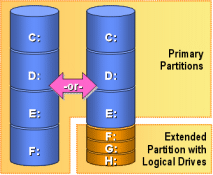 C:
C:
Primary
Partitions
D:
-or-
D:
E:
E:
F:
F:
G:
H:
Extended
Partition with
Logical Drives